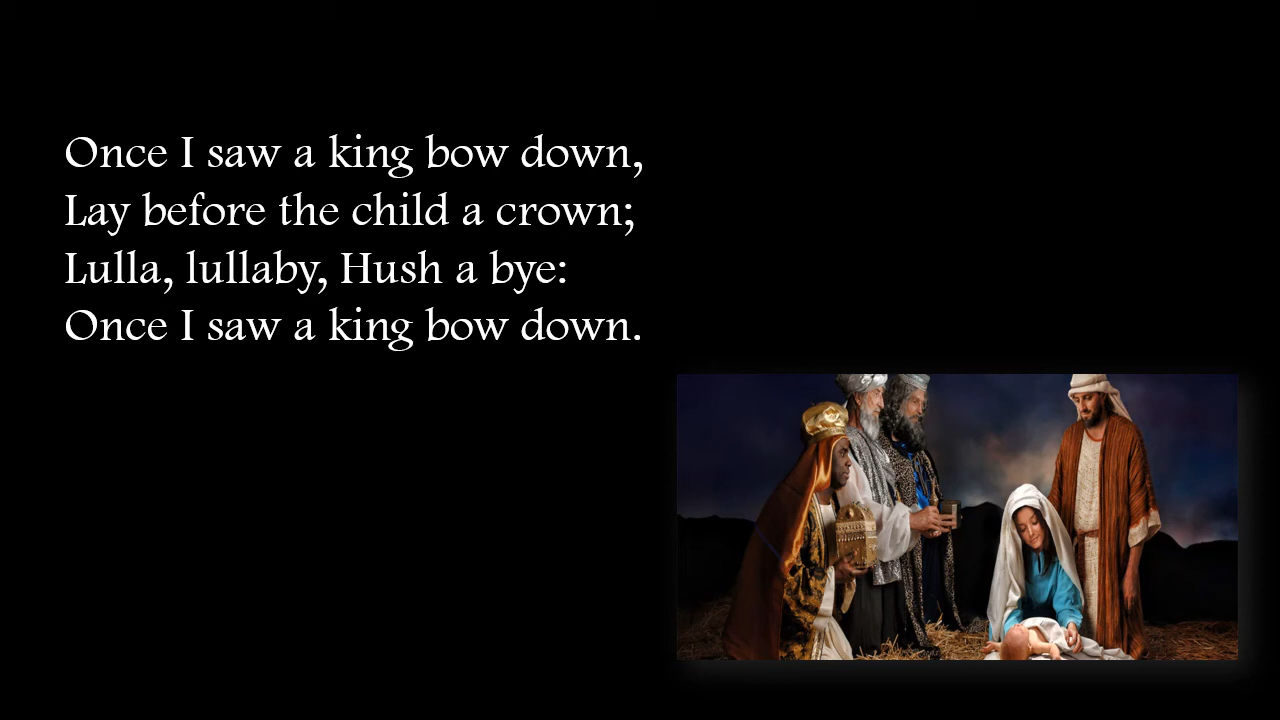 Once I saw a king bow down,
Lay before the child a crown;
Lulla, lullaby, Hush a bye:
Once I saw a king bow down.